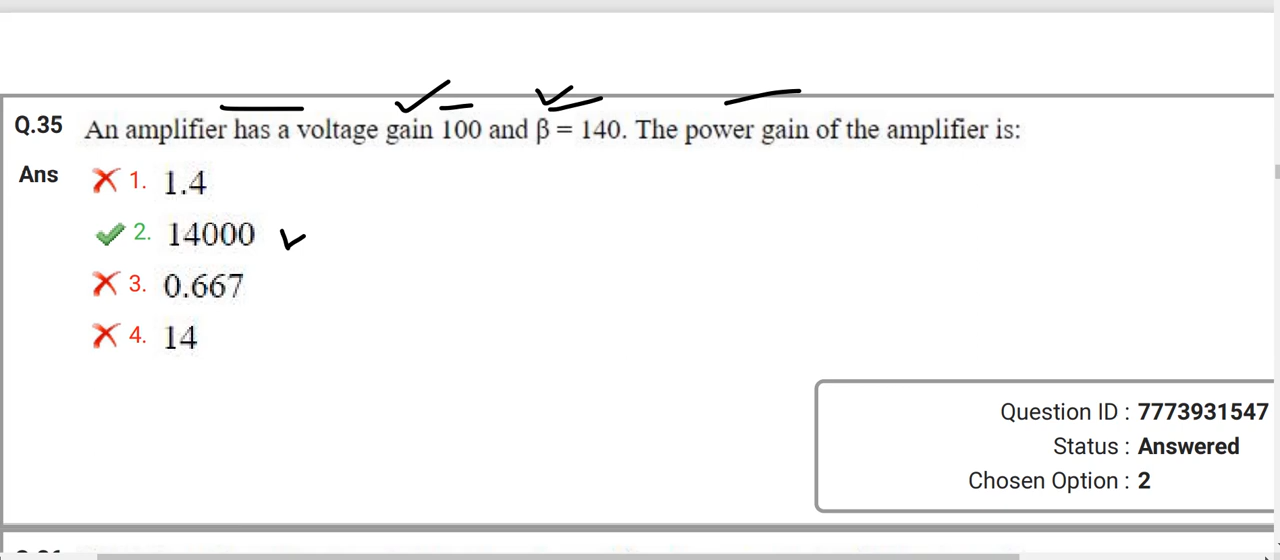 Q.35 An amplifier has a voltage gain 100 and β = 140. The power gain of the amplifier is:
Ans 1. 1.4
2. 14000
3. 0.667
4. 14
Question ID : 7773931547
Status : Answered
Chosen Option : 2